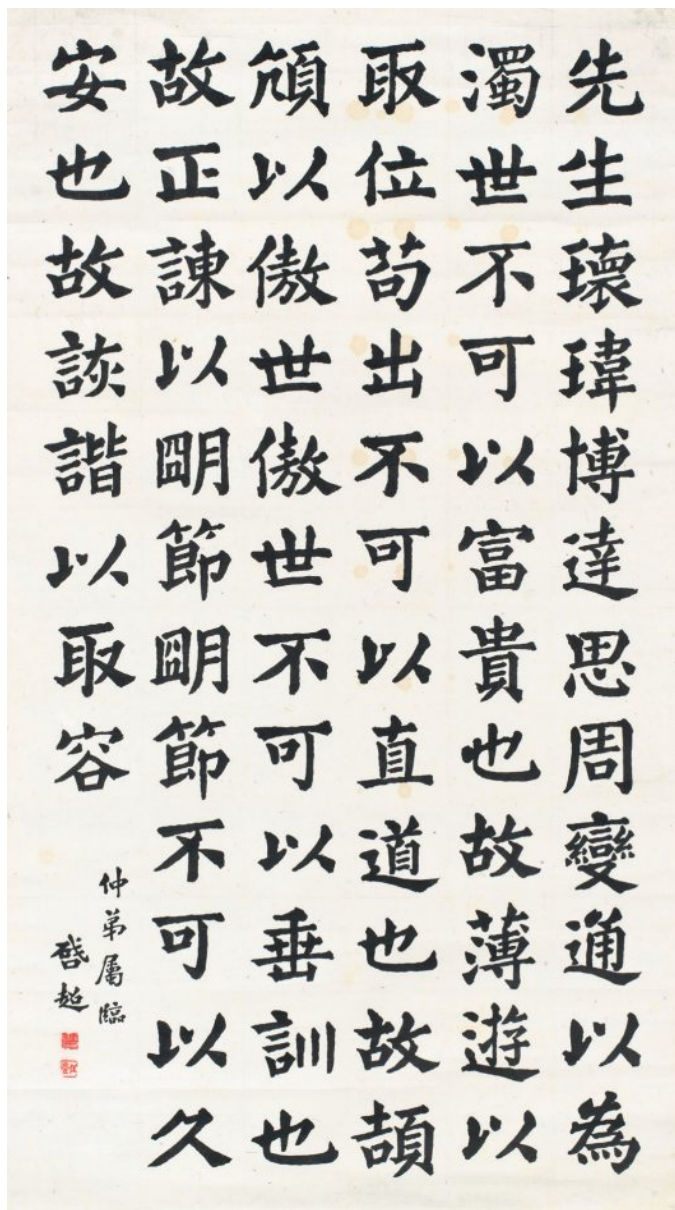 先生瓌瑋博達思周變通以為
濁世不可以富貴也故薄遊以
取位苟出不可以直道也故頡
頏以傲世傲世不可以垂訓也
故正諫以朙節朙節不可以久
安也故詼諧以取容
仲弟屬臨
啓超